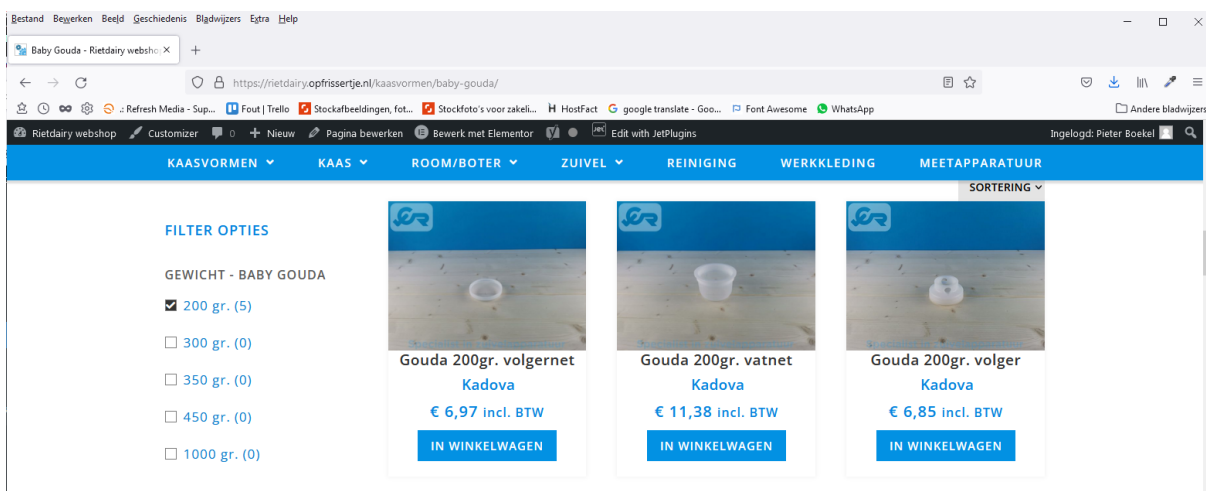 Bestand Bewerken Beeld Geschiedenis Bladwijzers Extra Help
Baby Gouda - Rietdairy webshop
https://rietdairy.opfrissertje.nl/kaasvormen/baby-gouda/
.: Refresh Media - Sup... Fout | Trello Stockafbeeldingen, fot... Stockfoto's voor zakeli... HostFact google translate - Goo... Font Awesome WhatsApp Andere bladwijzers
Rietdairy webshop Customizer 0 + Nieuw Pagina bewerken Bewerk met Elementor Edit with JetPlugins Ingelogd: Pieter Boekel
KAASVORMEN KAAS ROOM/BOTER ZUIVEL REINIGING WERKKLEDING MEETAPPARATUUR
SORTERING
FILTER OPTIES
GEWICHT - BABY GOUDA
200 gr. (5)
300 gr. (0)
350 gr. (0)
450 gr. (0)
1000 gr. (0)
Gouda 200gr. volgernet
Kadova
€ 6,97 incl. BTW
IN WINKELWAGEN
Gouda 200gr. vatnet
Kadova
€ 11,38 incl. BTW
IN WINKELWAGEN
Gouda 200gr. volger
Kadova
€ 6,85 incl. BTW
IN WINKELWAGEN